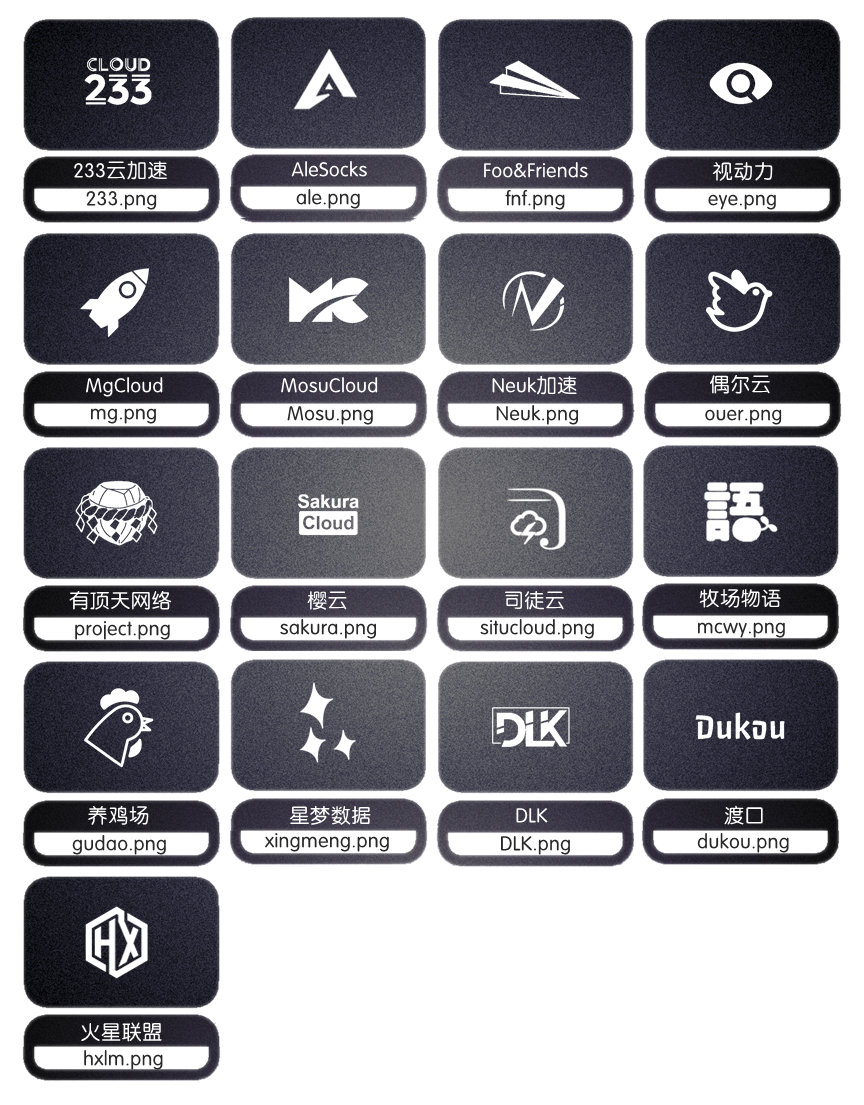 CLOUD
233
233云加速
233.png
AleSocks
ale.png
Foo&Friends
fnf.png
视动力
eye.png
MgCloud
mg.png
MosuCloud
Mosu.png
Neuk加速
Neuk.png
偶尔云
ouer.png
有顶天网络
project.png
Sakura
Cloud
樱云
sakura.png
司徒云
situcloud.png
語
牧场物语
mcwy.png
养鸡场
gudao.png
星梦数据
xingmeng.png
DLK
DLK
DLK.png
Dukou
渡口
dukou.png
HX
火星联盟
hxlm.png